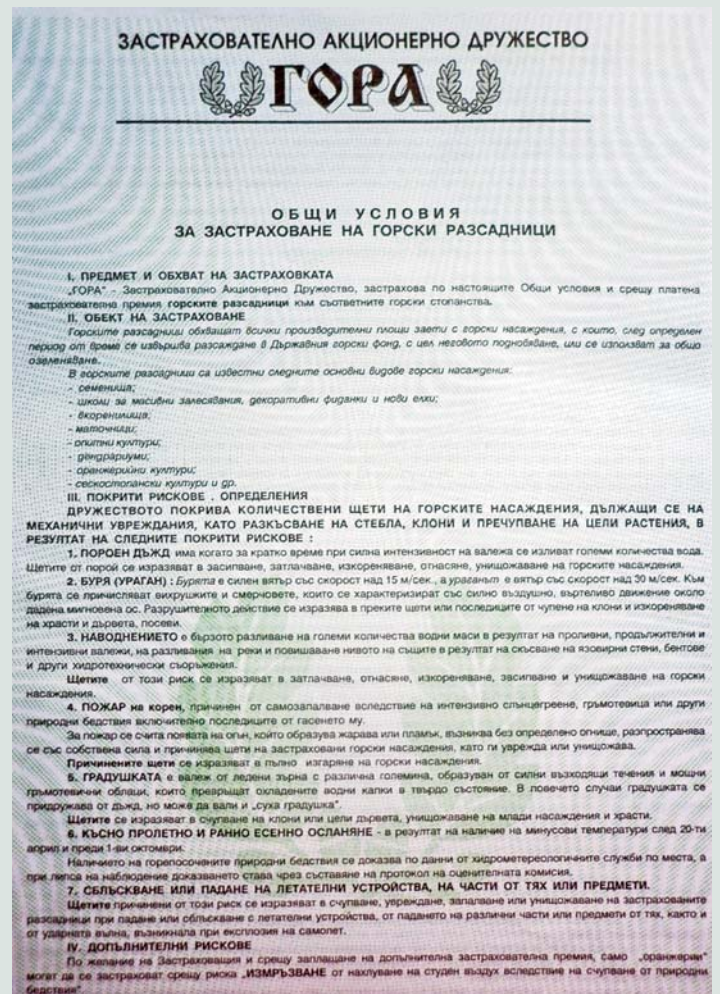 ЗАСТРАХОВАТЕЛНО АКЦИОНЕРНО ДРУЖЕСТВО
ГОРА
ОБЩИ УСЛОВИЯ
ЗА ЗАСТРАХОВАНЕ НА ГОРСКИ РАЗСАДНИЦИ
I. ПРЕДМЕТ И ОБХВАТ НА ЗАСТРАХОВКАТА
„ГОРА" - Застрахователно Акционерно Дружество, застрахова по настоящите Общи условия и срещу платена
застрахователна премия горските разсадници към съответните горски стопанства.
II. ОБЕКТ НА ЗАСТРАХОВАНЕ
Горските разсадници обхващат всички производителни площи заети с горски насаждения, с които, след определен
период от време се извършва разсаждане в Държавния горски фонд, с цел неговото подновяване, или се използват за общо
озеленяване.
В горските разсадници са известни следните основни видове горски насаждения:
- семенища;
- школи за масивни залесявания, декоративни фиданки и нови елхи;
- вкоренилища;
- маточници;
- опитни култури;
- дендрариуми;
- оранжерийни култури;
- селскостопански култури и др.
III. ПОКРИТИ РИСКОВЕ . ОПРЕДЕЛЕНИЯ
ДРУЖЕСТВОТО ПОКРИВА КОЛИЧЕСТВЕНИ ЩЕТИ НА ГОРСКИТЕ НАСАЖДЕНИЯ, ДЪЛЖАЩИ СЕ НА
МЕХАНИЧНИ УВРЕЖДАНИЯ, КАТО РАЗКЪСВАНЕ НА СТЕБЛА, КЛОНИ И ПРЕЧУПВАНЕ НА ЦЕЛИ РАСТЕНИЯ, В
РЕЗУЛТАТ НА СЛЕДНИТЕ ПОКРИТИ РИСКОВЕ :
1. ПОРОЕН ДЪЖД има когато за кратко време при силна интензивност на валежа се изливат големи количества вода.
Щетите от порой се изразяват в засипване, затлачване, изкореняване, отнасяне, унищожаване на горските насаждения.
2. БУРЯ (УРАГАН) : Бурята е силен вятър със скорост над 15 м/сек., а ураганът е вятър със скорост над 30 м/сек. Към
бурята се причисляват вихрушките и смерчовете, които се характеризират със силно въздушно, въртеливо движение около
дадена мигновена ос. Разрушителното действие се изразява в преките щети или последиците от чупене на клони и изкореняване
на храсти и дървета, посеви.
3. НАВОДНЕНИЕТО е бързото разливане на големи количества водни маси в резултат на проливни, продължителни и
интензивни валежи, на разливания на реки и повишаване нивото на същите в резултат на скъсване на язовирни стени, бентове
и други хидротехнически съоръжения.
Щетите от този риск се изразяват в затлачване, отнасяне, изкореняване, засипване и унищожаване на горски
насаждения.
4. ПОЖАР на корен, причинен от самозапалване вследствие на интензивно слънцегреене, гръмотевица или други
природни бедствия включително последиците от гасенето му.
За пожар се счита появата на огън, който образува жарава или пламък, възниква без определено огнище, разпространява
се със собствена сила и причинява щети на застраховани горски насаждения, като ги уврежда или унищожава.
Причинените щети се изразяват в пълно изгаряне на горски насаждения.
5. ГРАДУШКАТА е валеж от ледени зърна с различна големина, образуван от силни възходящи течения и мощни
гръмотевични облаци, които превръщат охладените водни капки в твърдо състояние. В повечето случаи градушката се
придружава от дъжд, но може да вали и „суха градушка".
Щетите се изразяват в счупване на клони или цели дървета, унищожаване на млади насаждения и храсти.
6. КЪСНО ПРОЛЕТНО И РАННО ЕСЕННО ОСЛАНЯНЕ - в резултат на наличие на минусови температури след 20-ти
април и преди 1-ви октомври.
Наличието на горепосочените природни бедствия се доказва по данни от хидрометереологичните служби по места, а
при липса на наблюдение доказването става чрез съставяне на протокол на оценителната комисия.
7. СБЛЪСКВАНЕ ИЛИ ПАДАНЕ НА ЛЕТАТЕЛНИ УСТРОЙСТВА, НА ЧАСТИ ОТ ТЯХ ИЛИ ПРЕДМЕТИ.
Щетите причинени от този риск се изразяват в счупване, увреждане, запалване или унищожаване на застрахованите
разсадници при падане или сблъскване с летателни устройства, от падането на различни части или предмети от тях, както и
от ударната вълна, възникнала при експлозия на самолет.
IV. ДОПЪЛНИТЕЛНИ РИСКОВЕ
По желание на Застраховащия и срещу заплащане на допълнителна застрахователна премия, само „оранжерии"
могат да се застраховат срещу риска „ИЗМРЪЗВАНЕ от нахлуване на студен въздух вследствие на счупване от природни
бедствия"